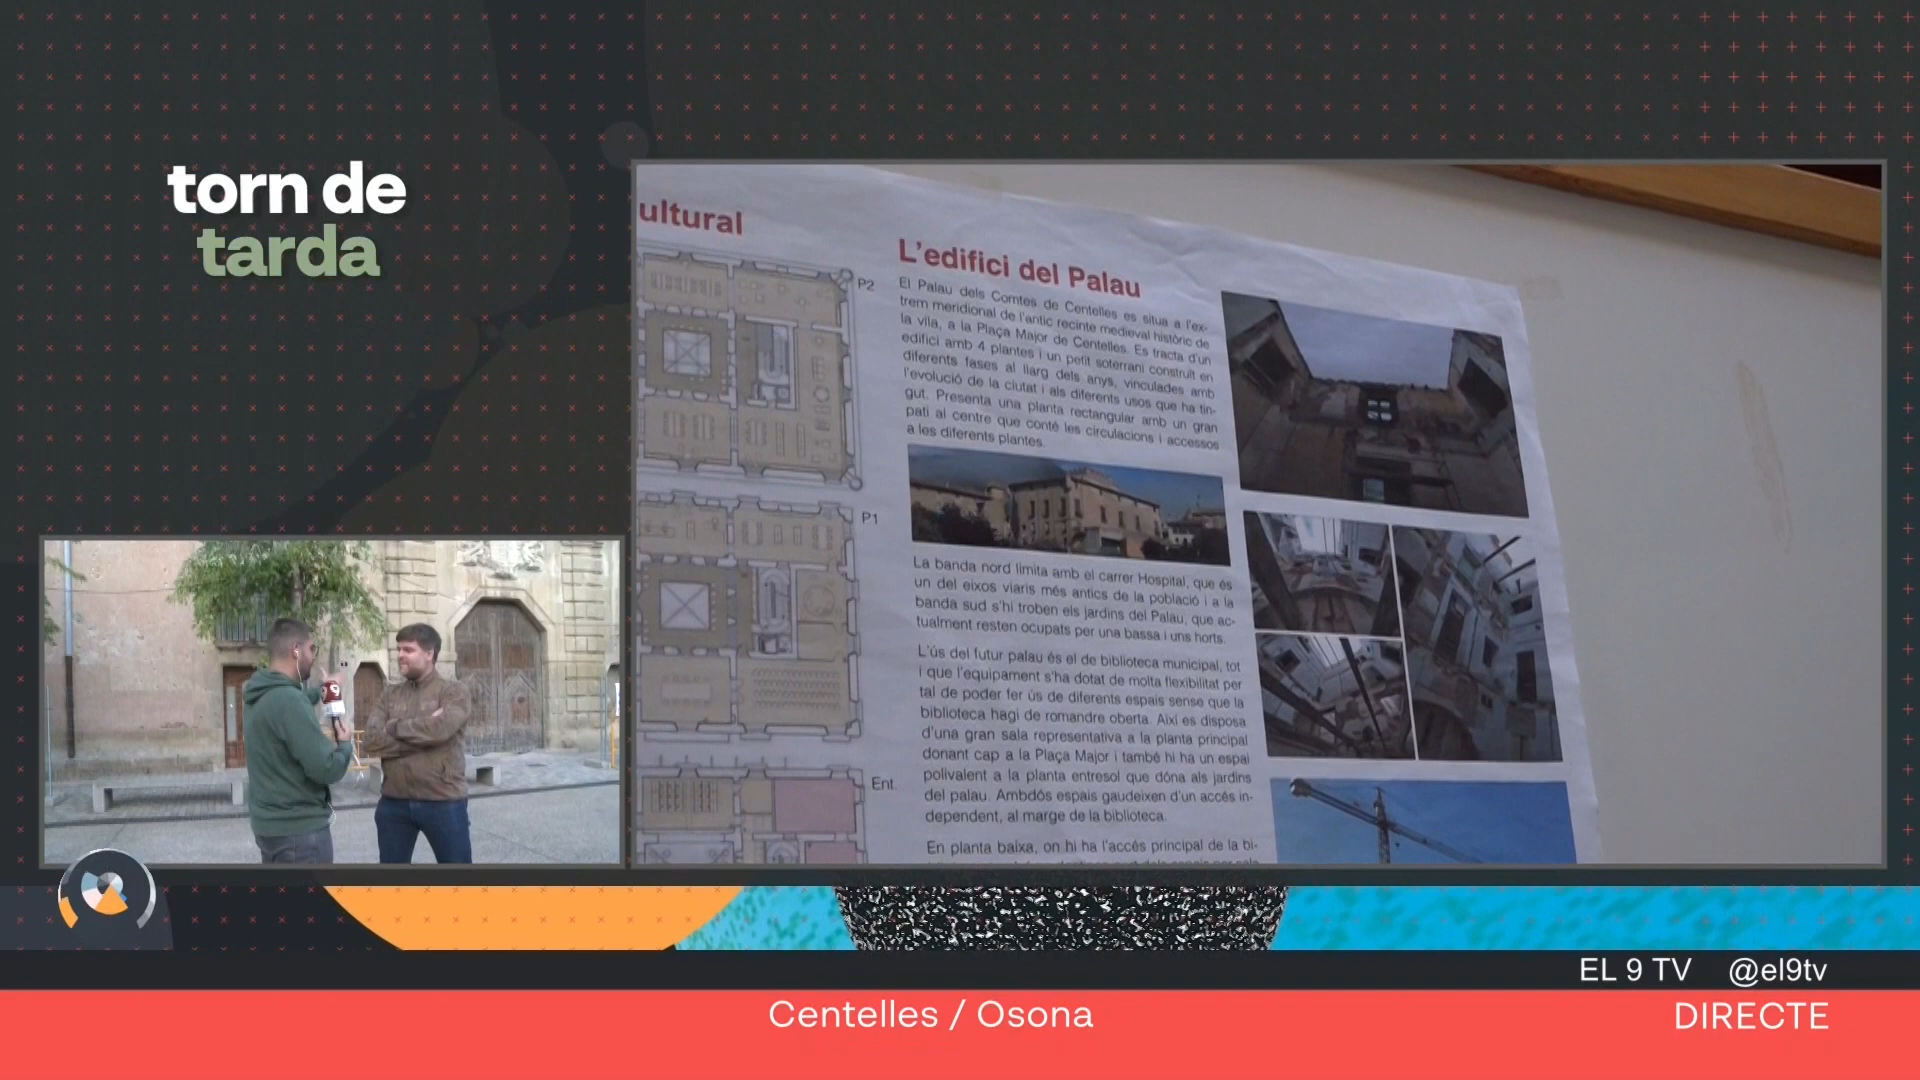 torn de
tarda
ultural
P2
P1
Ent.
L'edifici del Palau
El Palau dels Comtes de Centelles es situa a l'ex-
trem meridional de l'antic recinte medieval històric de
la vila, a la Plaça Major de Centelles. Es tracta d'un
edifici amb 4 plantes i un petit soterrani construït en
diferents fases al llarg dels anys, vinculades amb
l'evolució de la ciutat i als diferents usos que ha tin-
gut. Presenta una planta rectangular amb un gran
pati al centre que conté les circulacions i accessos
a les diferents plantes.
La banda nord limita amb el carrer Hospital, que és
un del eixos viaris més antics de la població i a la
banda sud s'hi troben els jardins del Palau, que ac-
tualment resten ocupats per una bassa i uns horts.
L'ús del futur palau és el de biblioteca municipal, tot
i que l'equipament s'ha dotat de molta flexibilitat per
tal de poder fer ús de diferents espais sense que la
biblioteca hagi de romandre oberta. Així es disposa
d'una gran sala representativa a la planta principal
donant cap a la Plaça Major i també hi ha un espai
polivalent a la planta entresol que dóna als jardins
del palau. Ambdós espais gaudeixen d'un accés in-
dependent, al marge de la biblioteca.
En planta baixa, on hi ha l'accés principal de la bi-
EL 9 TV @el9tv
Centelles / Osona
DIRECTE